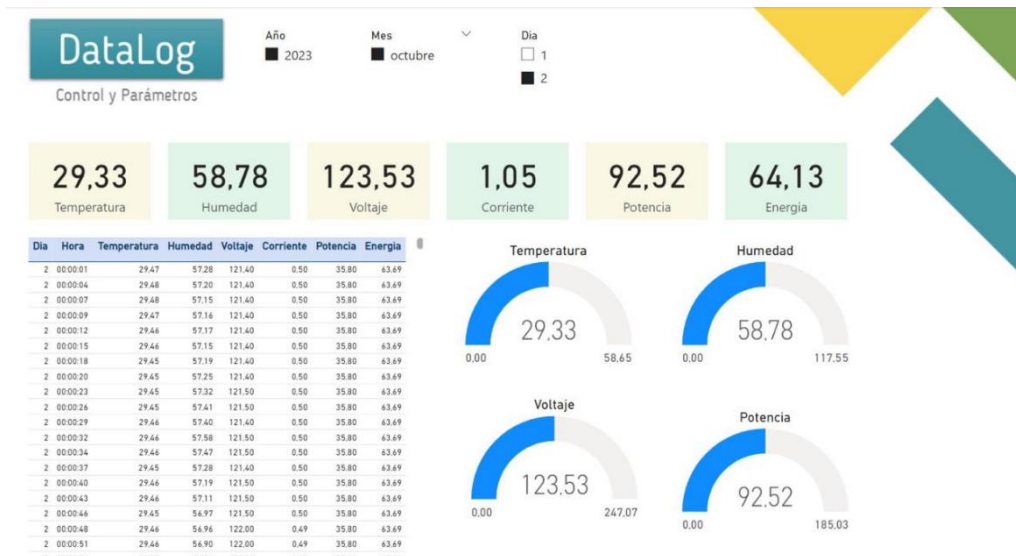 DataLog
Control y Parámetros
Año Mes Dia
2023 octubre 1
2
29,33 58,78 123,53 1,05 92,52 64,13
Temperatura Humedad Voltaje Corriente Potencia Energia
Dia Hora Temperatura Humedad Voltaje Corriente Potencia Energia
2 00:00:01 29,47 57,28 121,40 0,50 35,80 63,69
2 00:00:04 29,48 57,20 121,40 0,50 35,80 63,69
2 00:00:07 29,48 57,15 121,40 0,50 35,80 63,69
2 00:00:09 29,47 57,16 121,40 0,50 35,80 63,69
2 00:00:12 29,46 57,17 121,40 0,50 35,80 63,69
2 00:00:15 29,46 57,15 121,40 0,50 35,80 63,69
2 00:00:18 29,45 57,19 121,40 0,50 35,80 63,69
2 00:00:20 29,45 57,25 121,40 0,50 35,80 63,69
2 00:00:23 29,45 57,32 121,50 0,50 35,80 63,69
2 00:00:26 29,45 57,41 121,50 0,50 35,80 63,69
2 00:00:29 29,46 57,40 121,40 0,50 35,80 63,69
2 00:00:32 29,46 57,58 121,50 0,50 35,80 63,69
2 00:00:34 29,46 57,47 121,50 0,50 35,80 63,69
2 00:00:37 29,45 57,28 121,40 0,50 35,80 63,69
2 00:00:40 29,46 57,19 121,50 0,50 35,80 63,69
2 00:00:43 29,46 57,11 121,50 0,50 35,80 63,69
2 00:00:46 29,45 56,97 121,50 0,50 35,80 63,69
2 00:00:48 29,46 56,96 122,00 0,49 35,80 63,69
2 00:00:51 29,46 56,90 122,00 0,49 35,80 63,69
Temperatura
29,33
0,00 58,65
Humedad
58,78
0,00 117,55
Voltaje
123,53
0,00 247,07
Potencia
92,52
0,00 185,03